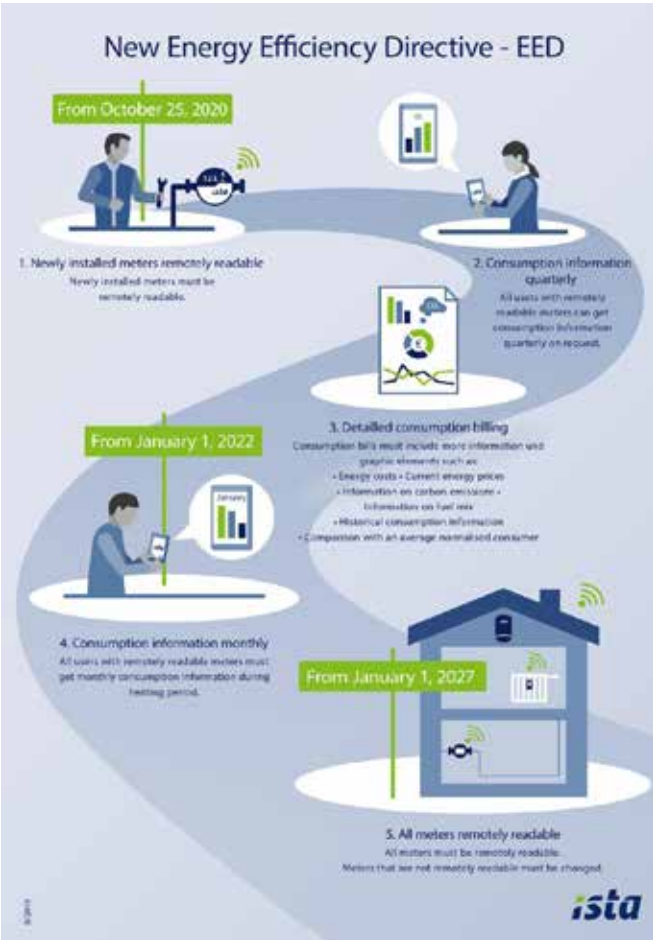 New Energy Efficiency Directive - EED
From October 25, 2020
1. Newly installed meters remotely readable
Newly installed meters must be
remotely readable.
2. Consumption information
quarterly
All users with remotely
readable meters can get
consumption information
quarterly on request.
3. Detailled consumption billing
Consumption bills must include more information und
graphic elements such as:
• Energy costs • Current energy prices
• Information on carbon emissions •
Information on fuel mix
• Historical consumption information
• Comparison with an average normalised consumer
From January 1, 2022
January
4. Consumption information monthly
All users with remotely readable meters must
get monthly consumption information during
heating period.
From January 1, 2027
5. All meters remotely readable
All meters must be remotely readable.
Meters that are not remotely readable must be changed.
ista